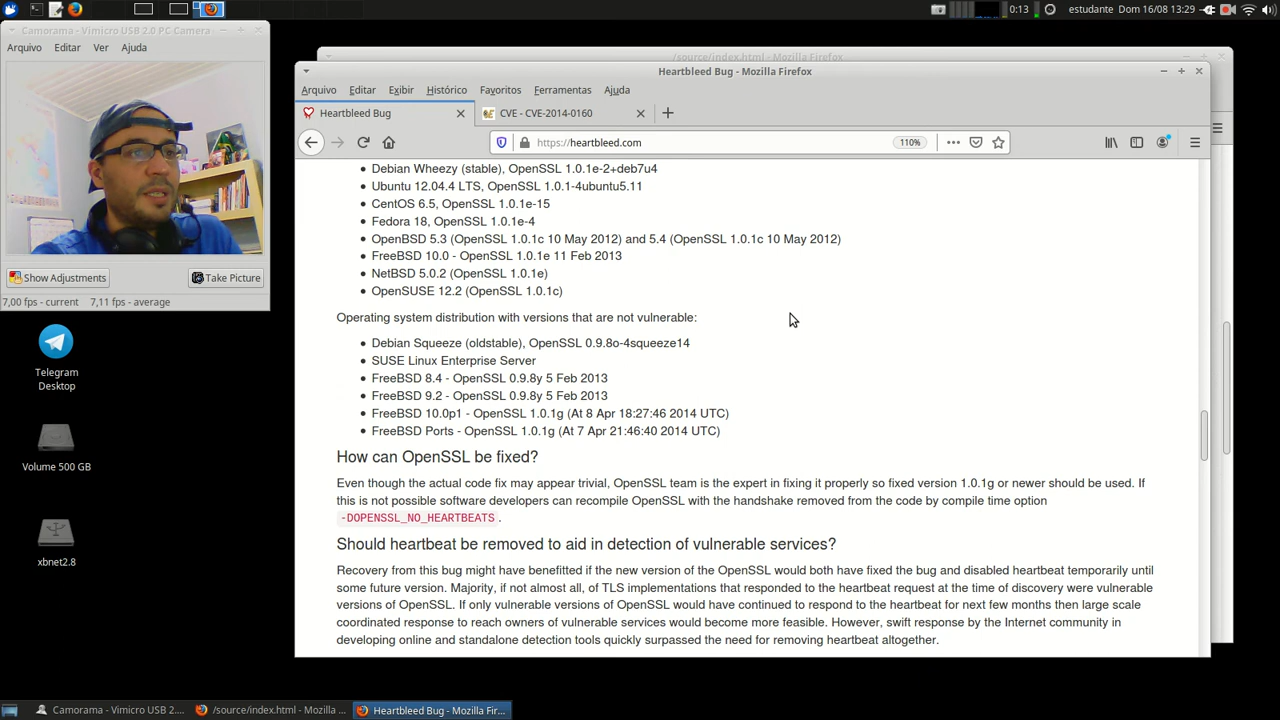 0:13
estudante Dom 16/08 13:29
Camorama - Vimicro USB 2.0 PC Camera
Arquivo Editar Ver Ajuda
Show Adjustments
Take Picture
7,00 fps - current 7,11 fps - average
Telegram
Desktop
Volume 500 GB
xbnet2.8
/source/index.html - Mozilla Firefox
Heartbleed Bug - Mozilla Firefox
Arquivo Editar Exibir Histórico Favoritos Ferramentas Ajuda
Heartbleed Bug
CVE - CVE-2014-0160
https://heartbleed.com
110%
Debian Wheezy (stable), OpenSSL 1.0.1e-2+deb7u4
Ubuntu 12.04.4 LTS, OpenSSL 1.0.1-4ubuntu5.11
CentOS 6.5, OpenSSL 1.0.1e-15
Fedora 18, OpenSSL 1.0.1e-4
OpenBSD 5.3 (OpenSSL 1.0.1c 10 May 2012) and 5.4 (OpenSSL 1.0.1c 10 May 2012)
FreeBSD 10.0 - OpenSSL 1.0.1e 11 Feb 2013
NetBSD 5.0.2 (OpenSSL 1.0.1e)
OpenSUSE 12.2 (OpenSSL 1.0.1c)
Operating system distribution with versions that are not vulnerable:
Debian Squeeze (oldstable), OpenSSL 0.9.8o-4squeeze14
SUSE Linux Enterprise Server
FreeBSD 8.4 - OpenSSL 0.9.8y 5 Feb 2013
FreeBSD 9.2 - OpenSSL 0.9.8y 5 Feb 2013
FreeBSD 10.0p1 - OpenSSL 1.0.1g (At 8 Apr 18:27:46 2014 UTC)
FreeBSD Ports - OpenSSL 1.0.1g (At 7 Apr 21:46:40 2014 UTC)
How can OpenSSL be fixed?
Even though the actual code fix may appear trivial, OpenSSL team is the expert in fixing it properly so fixed version 1.0.1g or newer should be used. If
this is not possible software developers can recompile OpenSSL with the handshake removed from the code by compile time option
-DOPENSSL_NO_HEARTBEATS.
Should heartbeat be removed to aid in detection of vulnerable services?
Recovery from this bug might have benefitted if the new version of the OpenSSL would both have fixed the bug and disabled heartbeat temporarily until
some future version. Majority, if not almost all, of TLS implementations that responded to the heartbeat request at the time of discovery were vulnerable
versions of OpenSSL. If only vulnerable versions of OpenSSL would have continued to respond to the heartbeat for next few months then large scale
coordinated response to reach owners of vulnerable services would become more feasible. However, swift response by the Internet community in
developing online and standalone detection tools quickly surpassed the need for removing heartbeat altogether.
Camorama - Vimicro USB 2....
/source/index.html - Mozilla ...
Heartbleed Bug - Mozilla Fir...